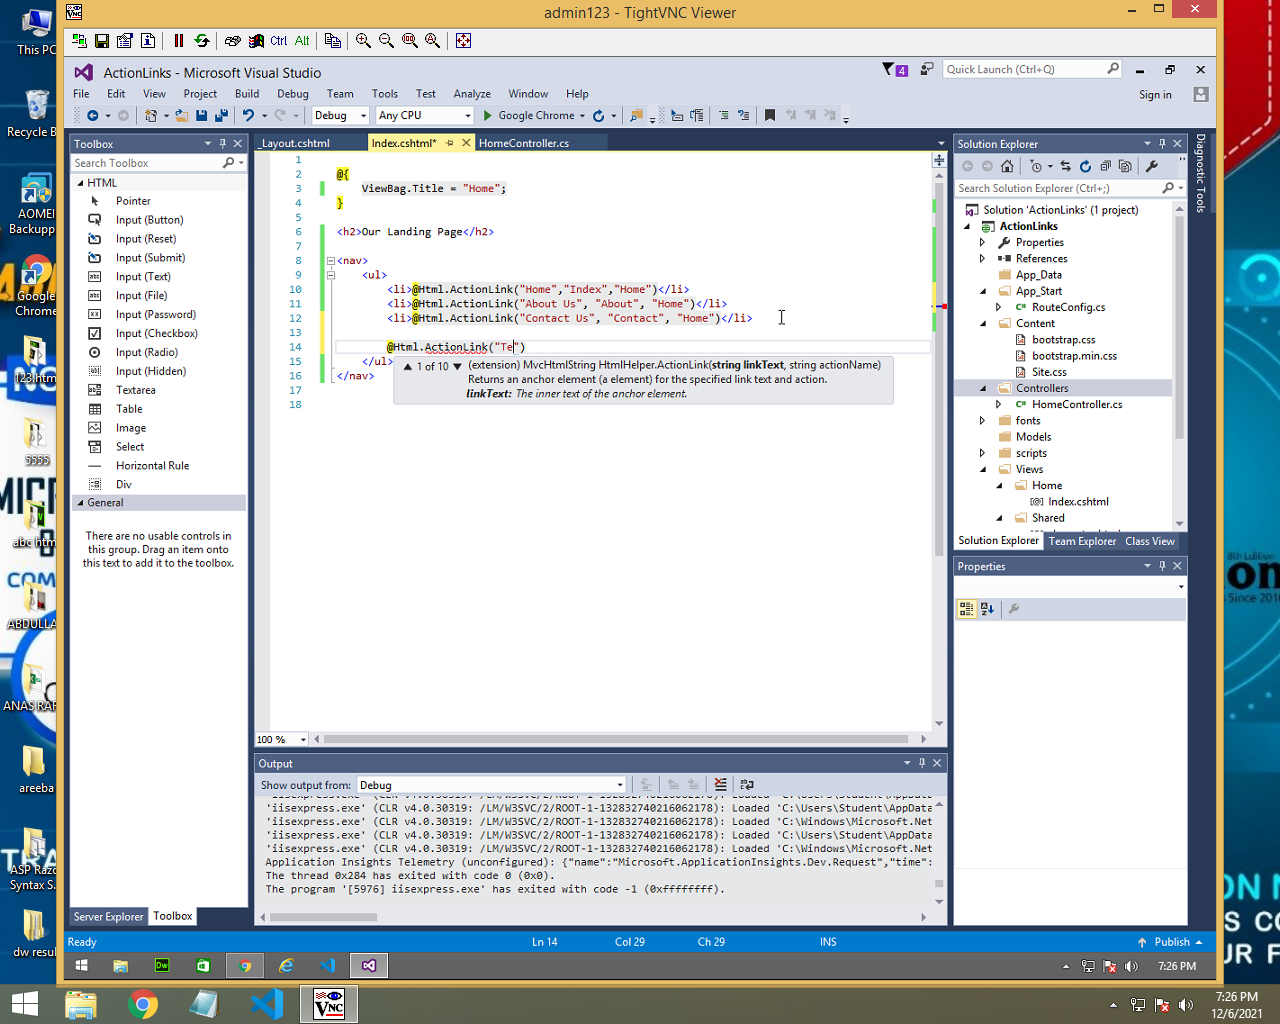 admin123 - TightVNC Viewer
Ctrl Alt
ActionLinks - Microsoft Visual Studio
4
Quick Launch (Ctrl+Q)
File Edit View Project Build Debug Team Tools Test Analyze Window Help
Sign in
Debug Any CPU Google Chrome
Toolbox
Search Toolbox
HTML
Pointer
Input (Button)
Input (Reset)
Input (Submit)
Input (Text)
Input (File)
Input (Password)
Input (Checkbox)
Input (Radio)
Input (Hidden)
Textarea
Table
Image
Select
Horizontal Rule
Div
General
There are no usable controls in
this group. Drag an item onto
this text to add it to the toolbox.
Server Explorer Toolbox
_Layout.cshtml Index.cshtml* HomeController.cs
1
2 @{
3 ViewBag.Title = "Home";
4 }
5
6 <h2>Our Landing Page</h2>
7
8 <nav>
9 <ul>
10 <li>@Html.ActionLink("Home","Index","Home")</li>
11 <li>@Html.ActionLink("About Us", "About", "Home")</li>
12 <li>@Html.ActionLink("Contact Us", "Contact", "Home")</li>
13
14 @Html.ActionLink("Te")
15 </ul>
16 </nav>
17
18
1 of 10 (extension) MvcHtmlString HtmlHelper.ActionLink(string linkText, string actionName)
Returns an anchor element (a element) for the specified link text and action.
linkText: The inner text of the anchor element.
100 %
Output
Show output from: Debug
'iisexpress.exe' (CLR v4.0.30319: /LM/W3SVC/2/ROOT-1-132832740216062178): Loaded 'C:\Users\Student\AppData
'iisexpress.exe' (CLR v4.0.30319: /LM/W3SVC/2/ROOT-1-132832740216062178): Loaded 'C:\Windows\Microsoft.Net
'iisexpress.exe' (CLR v4.0.30319: /LM/W3SVC/2/ROOT-1-132832740216062178): Loaded 'C:\Users\Student\AppData
'iisexpress.exe' (CLR v4.0.30319: /LM/W3SVC/2/ROOT-1-132832740216062178): Loaded 'C:\Windows\Microsoft.Net
Application Insights Telemetry (unconfigured): {"name":"Microsoft.ApplicationInsights.Dev.Request","time":
The thread 0x284 has exited with code 0 (0x0).
The program '[5976] iisexpress.exe' has exited with code -1 (0xffffffff).
Solution Explorer
Search Solution Explorer (Ctrl+;)
Solution 'ActionLinks' (1 project)
ActionLinks
Properties
References
App_Data
App_Start
RouteConfig.cs
Content
bootstrap.css
bootstrap.min.css
Site.css
Controllers
HomeController.cs
fonts
Models
scripts
Views
Home
Index.cshtml
Shared
Solution Explorer Team Explorer Class View
Properties
Diagnostic Tools
Ready Ln 14 Col 29 Ch 29 INS Publish
7:26 PM
7:26 PM
12/6/2021
This PC
Recycle B
AOMEI
Backupp
Google
Chrome
123.htm
5555
abc.htm
ABDULLA
ANAS RAF
areeba
ASP Razo
Syntax S...
dw resul
8th Edition
Since 201